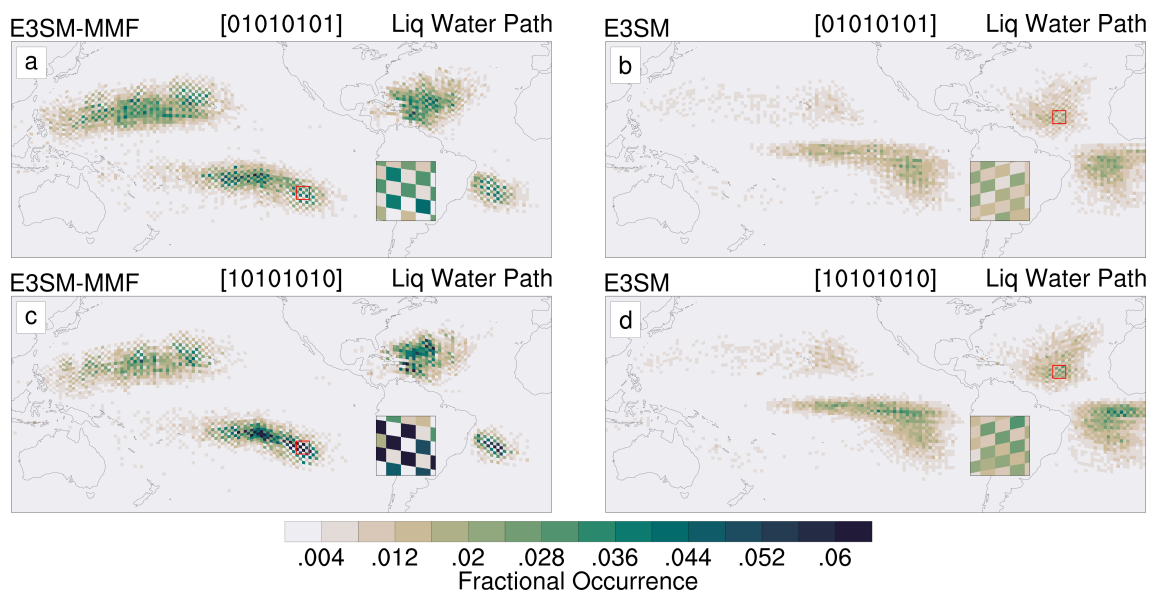 E3SM-MMF [01010101] Liq Water Path
E3SM [01010101] Liq Water Path
a
b
E3SM-MMF [10101010] Liq Water Path
E3SM [10101010] Liq Water Path
c
d
.004 .012 .02 .028 .036 .044 .052 .06
Fractional Occurrence